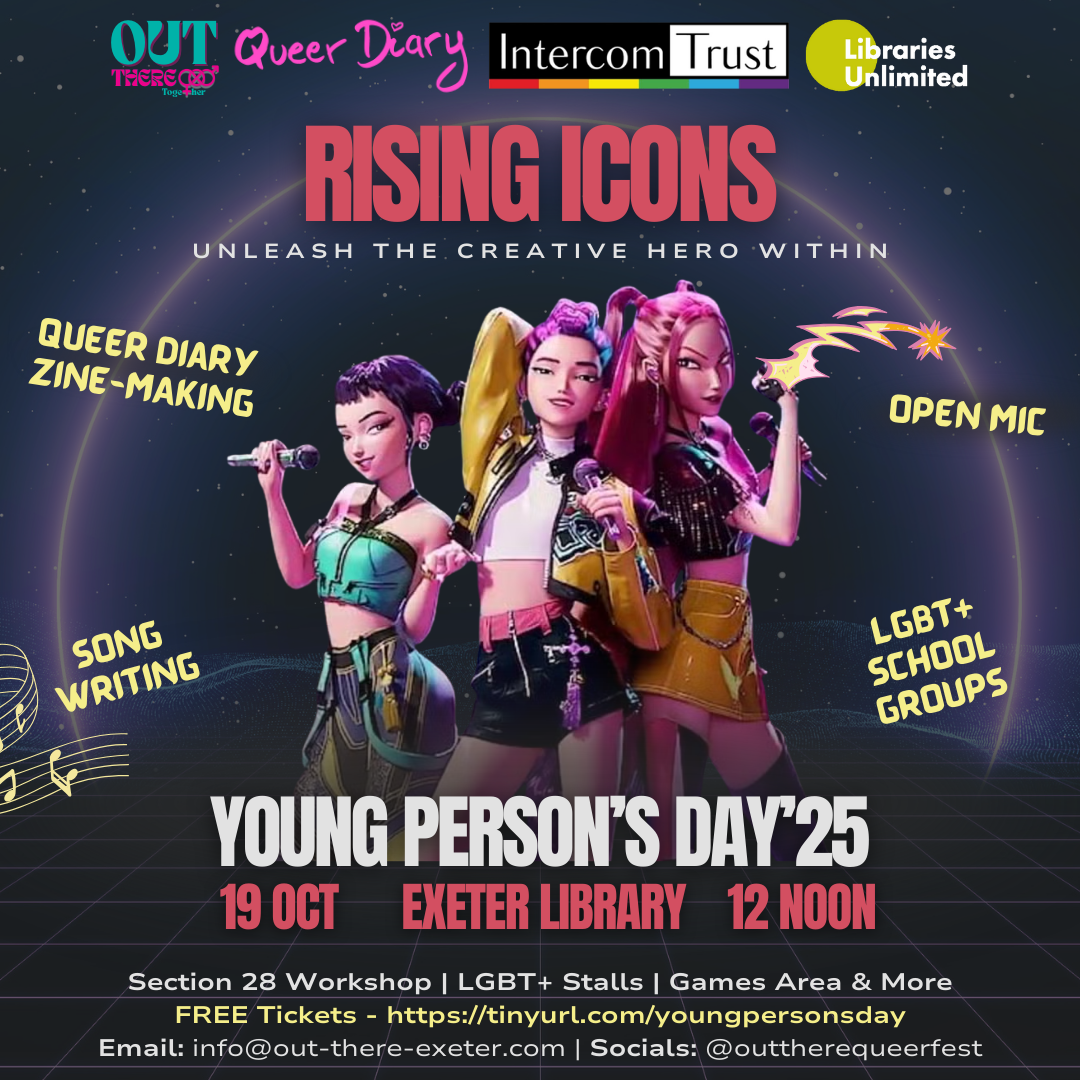 OUT
THERE
Together
Queer Diary
Intercom Trust
Libraries
Unlimited
RISING ICONS
UNLEASH THE CREATIVE HERO WITHIN
QUEER DIARY
ZINE-MAKING
OPEN MIC
SONG
WRITING
LGBT+
SCHOOL
GROUPS
YOUNG PERSON'S DAY'25
19 OCT EXETER LIBRARY 12 NOON
Section 28 Workshop | LGBT+ Stalls | Games Area & More
FREE Tickets - https://tinyurl.com/youngpersonsday
Email: info@out-there-exeter.com | Socials: @outtherequeerfest